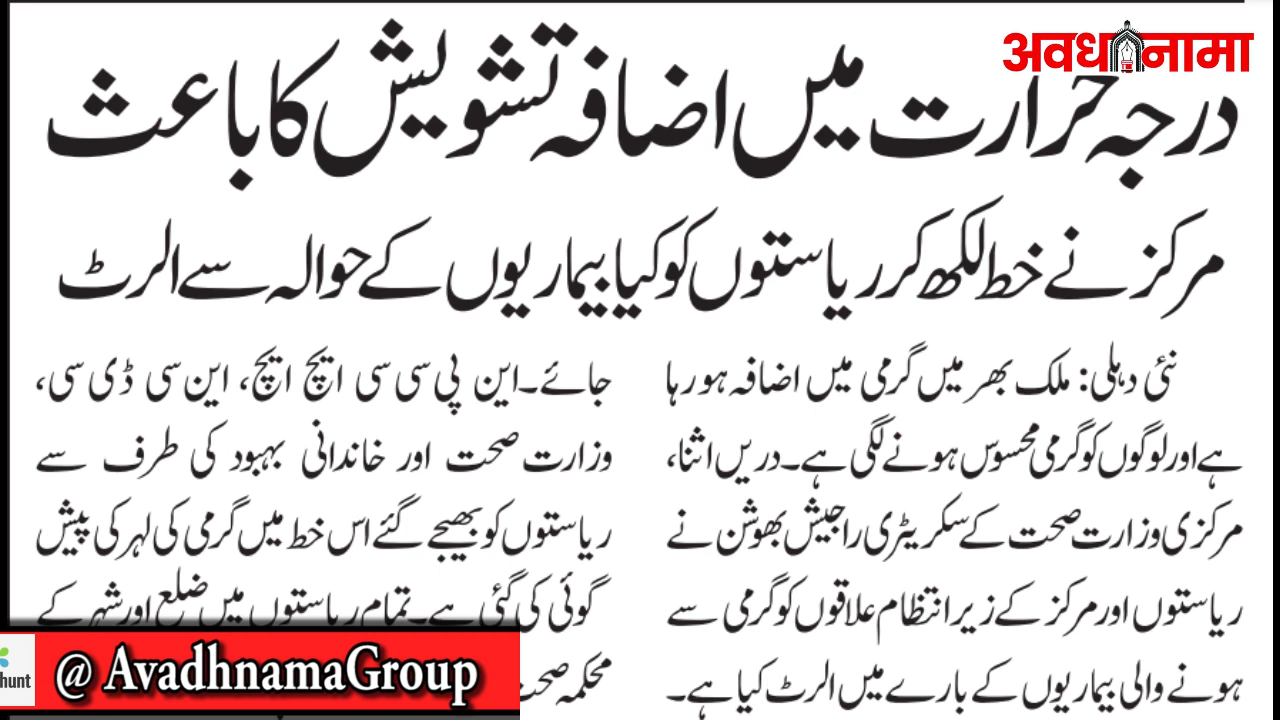 अवधनामा
درجہ حرارت میں اضافہ تشویش کا باعث
مرکز نے خط لکھ کر ریاستوں کو کیا بیماریوں کے حوالہ سے الرٹ
نئی دہلی: ملک بھر میں گرمی میں اضافہ ہو رہا
ہے اور لوگوں کو گرمی محسوس ہونے لگی ہے۔ دریں اثنا،
مرکزی وزارت صحت کے سکریٹری راجیش بھوشن نے
ریاستوں اور مرکز کے زیر انتظام علاقوں کو گرمی سے
ہونے والی بیماریوں کے بارے میں الرٹ کیا ہے۔
جائے۔ این پی سی سی ایچ ایچ، این سی ڈی سی،
وزارت صحت اور خاندانی بہبود کی طرف سے
ریاستوں کو بھیجے گئے اس خط میں گرمی کی لہر کی پیش
گوئی کی گئی ہے۔ تمام ریاستوں میں ضلع اور شہر کے
محکمہ صحت
hunt
@ AvadhnamaGroup